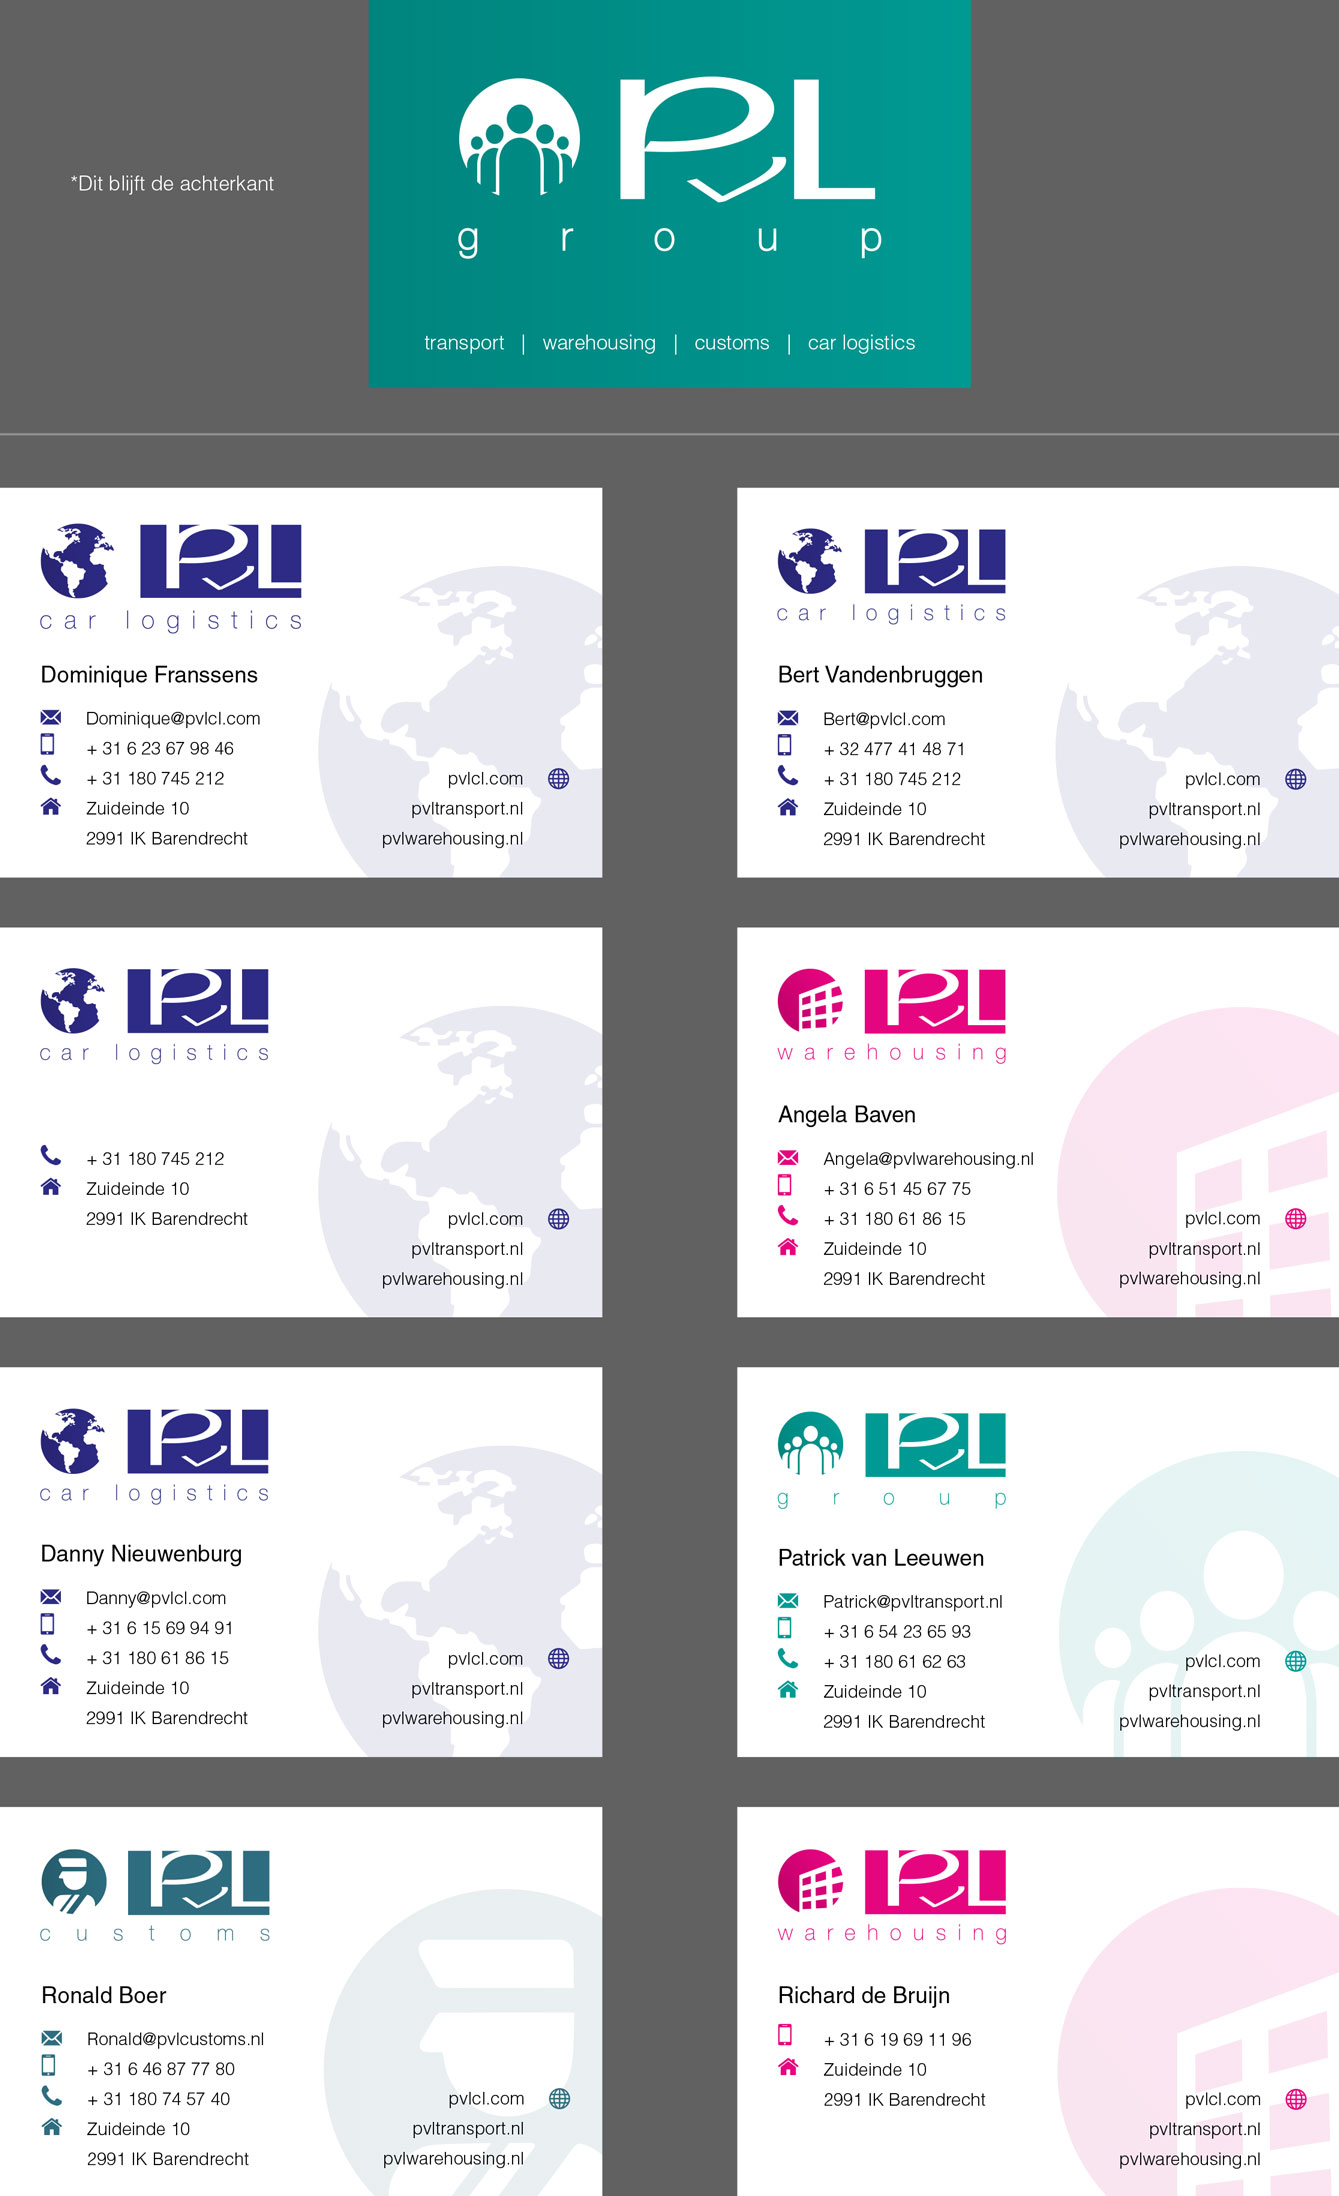 *Dit blijft de achterkant
PVL
group
transport | warehousing | customs | car logistics
PVL
car logistics
Dominique Franssens
Dominique@pvlcl.com
+ 31 6 23 67 98 46
+ 31 180 745 212
Zuideinde 10
2991 IK Barendrecht
pvlcl.com
pvltransport.nl
pvlwarehousing.nl
PVL
car logistics
Bert Vandenbruggen
Bert@pvlcl.com
+ 32 477 41 48 71
+ 31 180 745 212
Zuideinde 10
2991 IK Barendrecht
pvlcl.com
pvltransport.nl
pvlwarehousing.nl
PVL
car logistics
+ 31 180 745 212
Zuideinde 10
2991 IK Barendrecht
pvlcl.com
pvltransport.nl
pvlwarehousing.nl
PVL
warehousing
Angela Baven
Angela@pvlwarehousing.nl
+ 31 6 51 45 67 75
+ 31 180 61 86 15
Zuideinde 10
2991 IK Barendrecht
pvlcl.com
pvltransport.nl
pvlwarehousing.nl
PVL
car logistics
Danny Nieuwenburg
Danny@pvlcl.com
+ 31 6 15 69 94 91
+ 31 180 61 86 15
Zuideinde 10
2991 IK Barendrecht
pvlcl.com
pvltransport.nl
pvlwarehousing.nl
PVL
group
Patrick van Leeuwen
Patrick@pvltransport.nl
+ 31 6 54 23 65 93
+ 31 180 61 62 63
Zuideinde 10
2991 IK Barendrecht
pvlcl.com
pvltransport.nl
pvlwarehousing.nl
PVL
customs
Ronald Boer
Ronald@pvlcustoms.nl
+ 31 6 46 87 77 80
+ 31 180 74 57 40
Zuideinde 10
2991 IK Barendrecht
pvlcl.com
pvltransport.nl
pvlwarehousing.nl
PVL
warehousing
Richard de Bruijn
+ 31 6 19 69 11 96
Zuideinde 10
2991 IK Barendrecht
pvlcl.com
pvltransport.nl
pvlwarehousing.nl